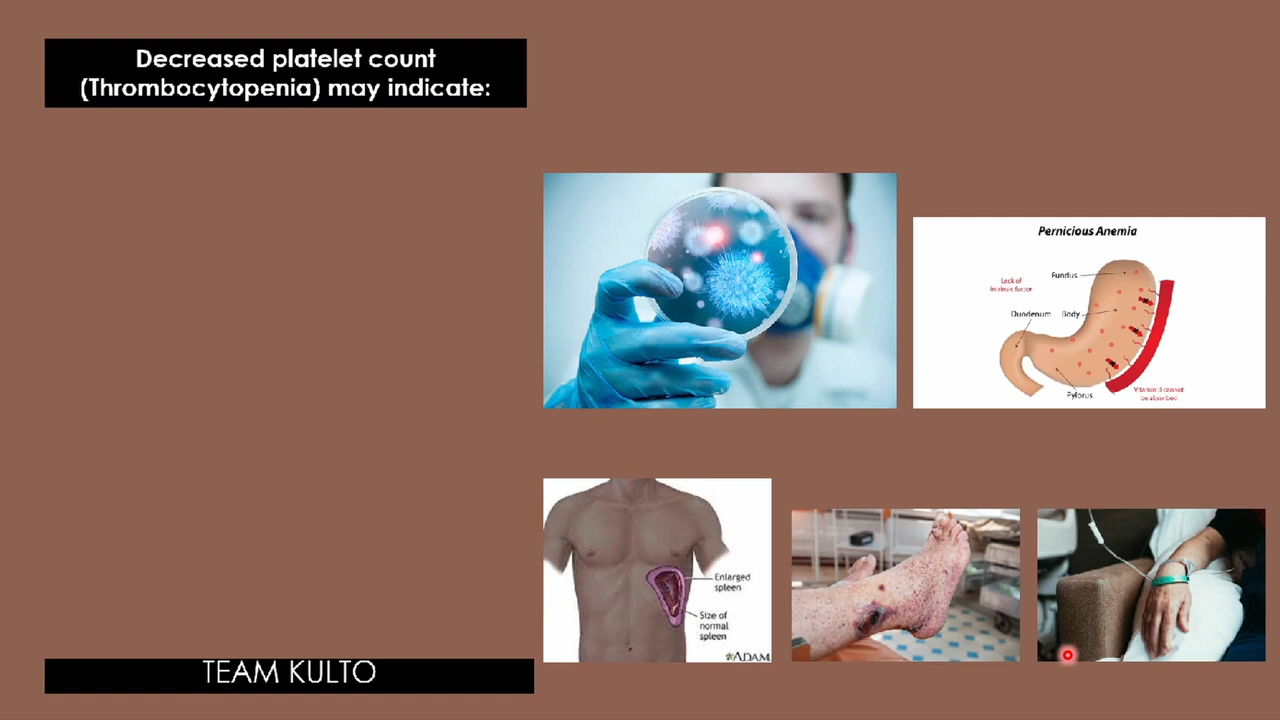 Decreased platelet count
(Thrombocytopenia) may indicate:
Pernicious Anemia
Fundus
Lack of
intrinsic factor
Duodenum
Body
Pylorus
Vitamin B cannot
be absorbed
Enlarged
spleen
Size of
normal
spleen
ADAM
TEAM KULTO